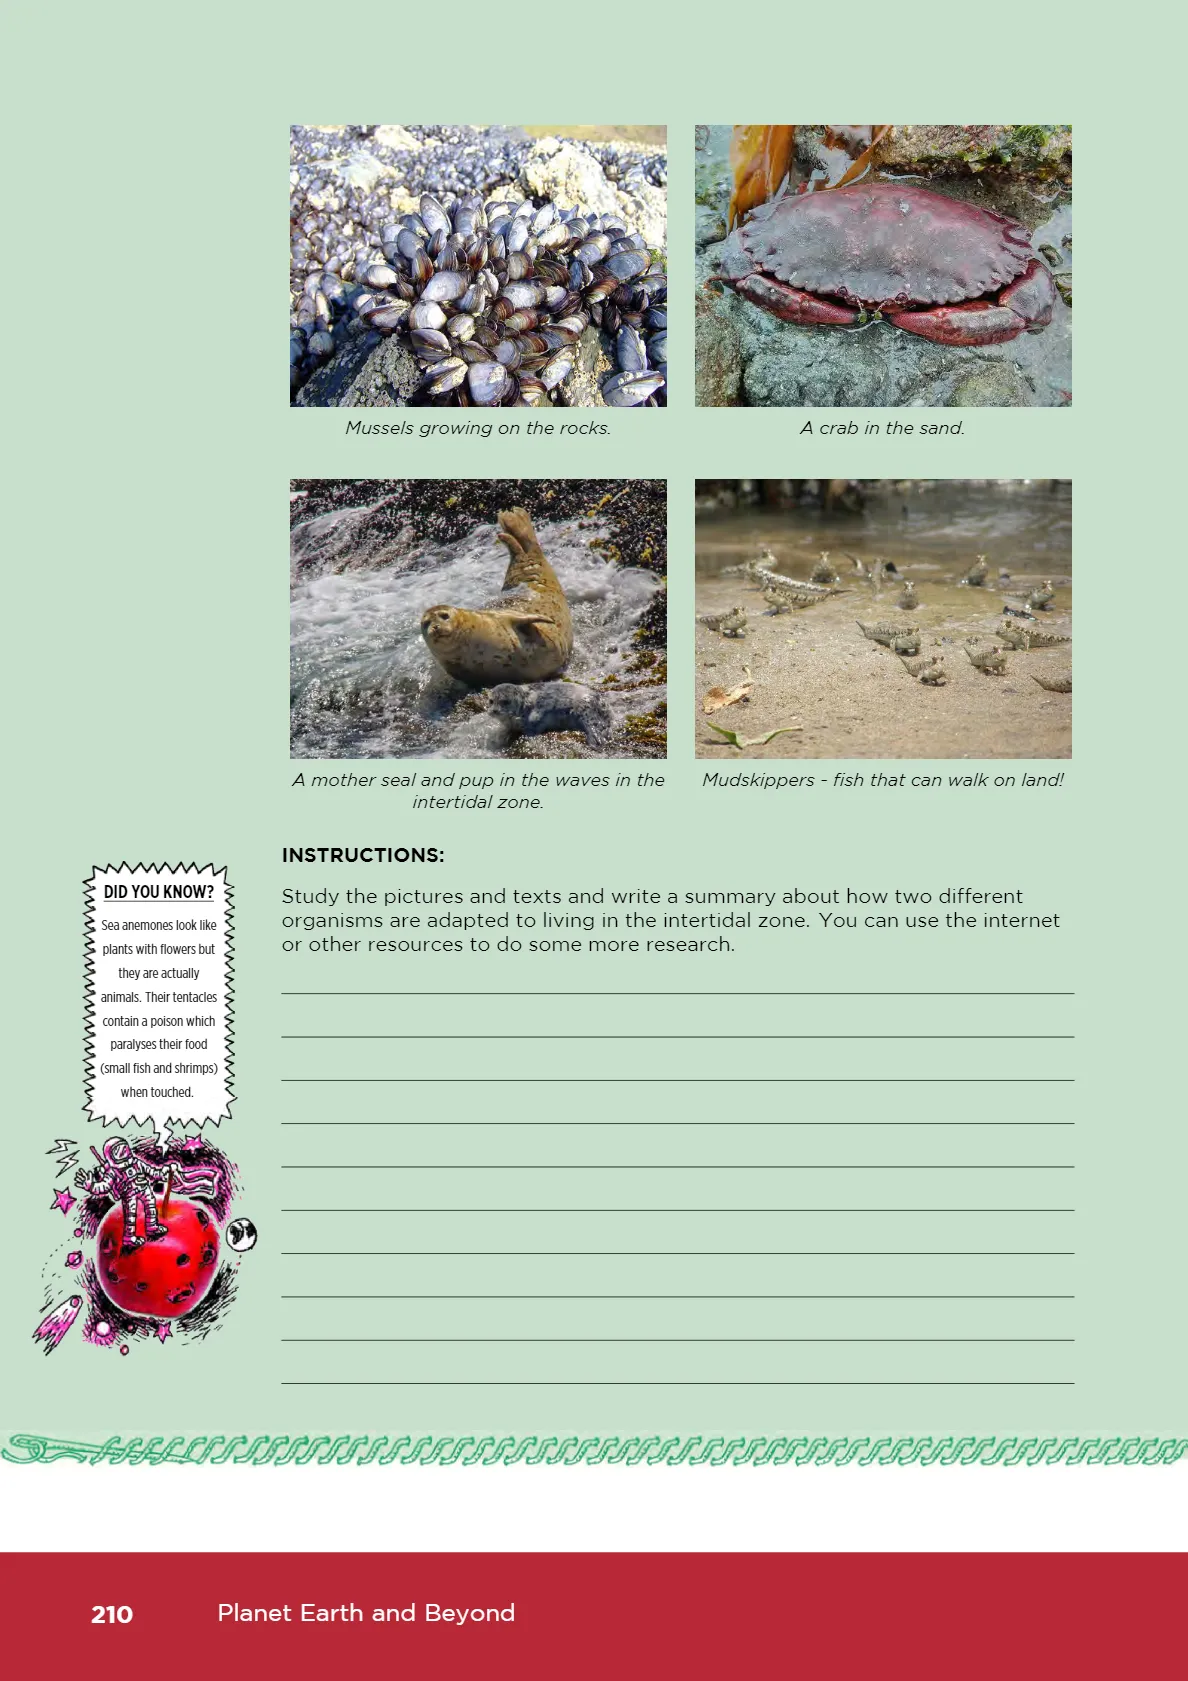 Mussels growing on the rocks.
A crab in the sand.
A mother seal and pup in the waves in the
intertidal zone.
Mudskippers - fish that can walk on land!
INSTRUCTIONS:
Study the pictures and texts and write a summary about how two different
organisms are adapted to living in the intertidal zone. You can use the internet
or other resources to do some more research.
DID YOU KNOW?
Sea anemones look like
plants with flowers but
they are actually
animals. Their tentacles
contain a poison which
paralyses their food
(small fish and shrimps)
when touched.
210
Planet Earth and Beyond